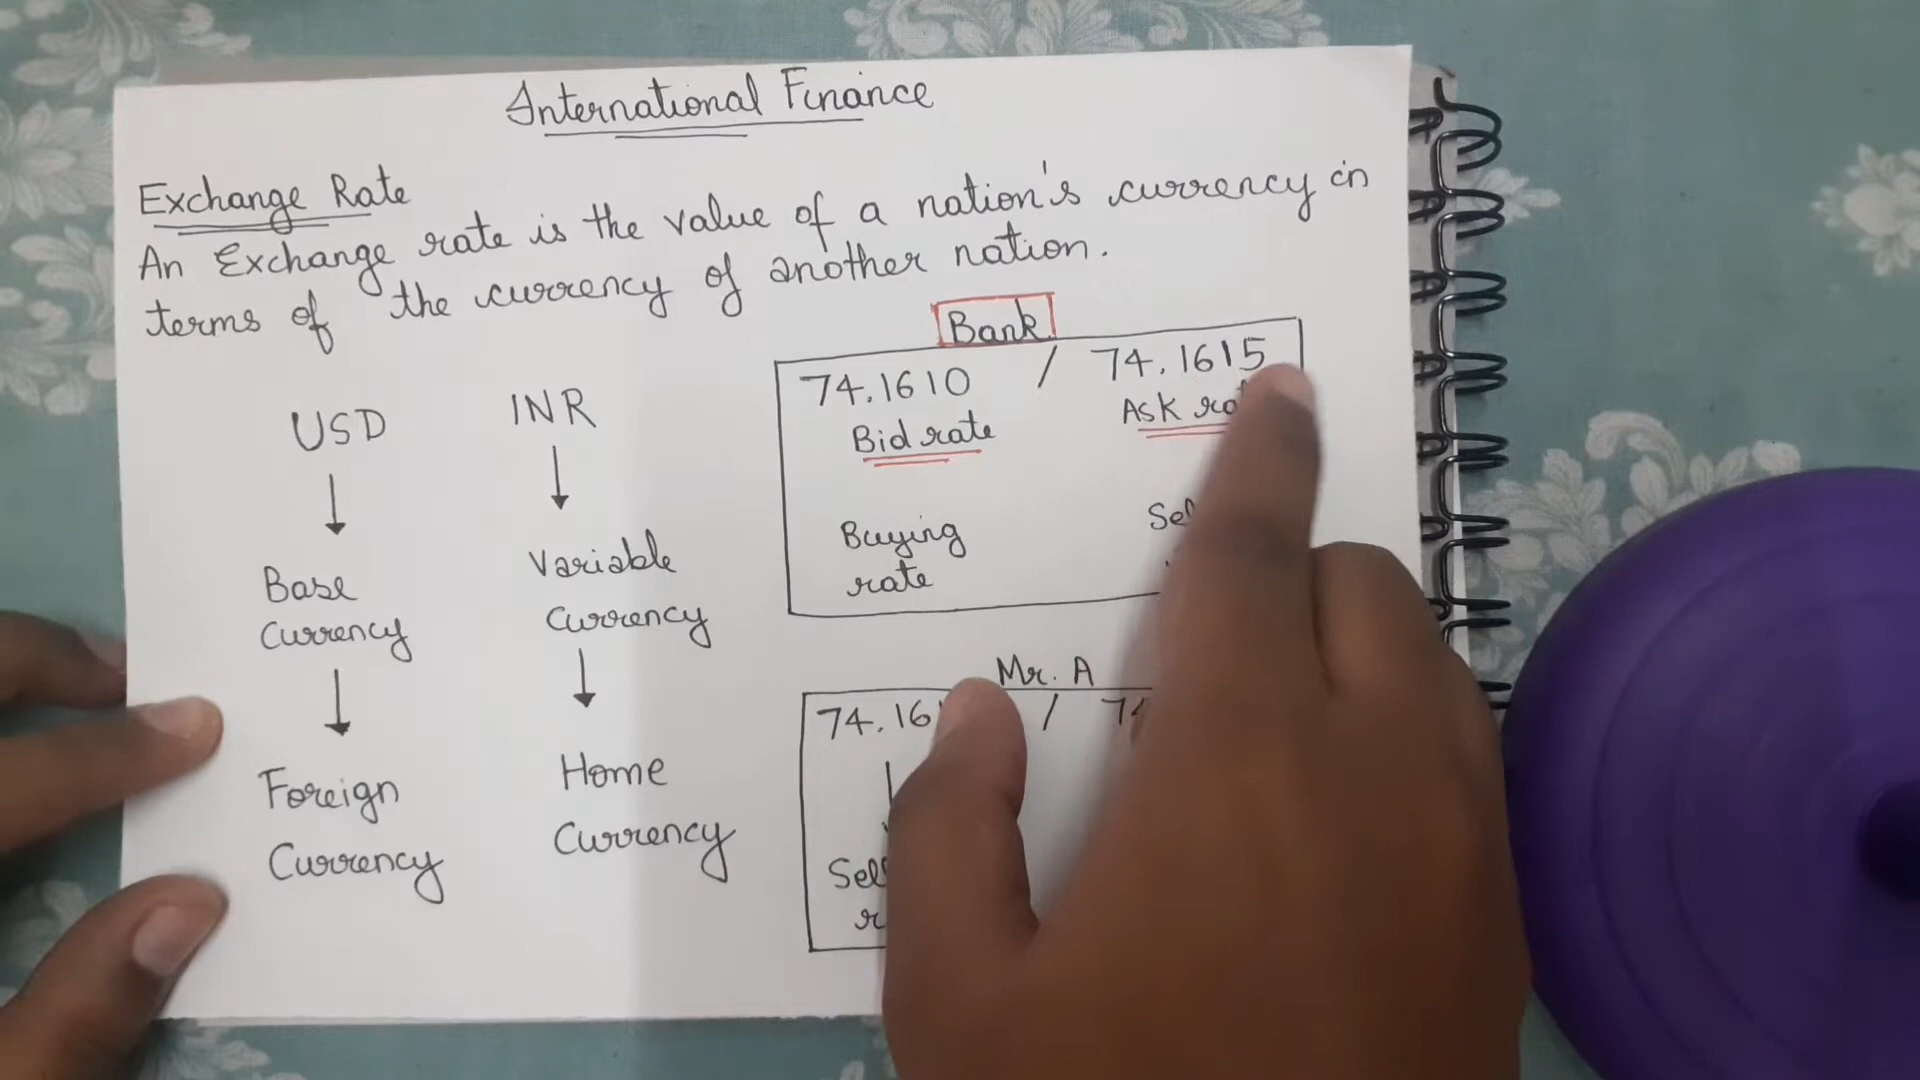 International Finance
Exchange Rate
An Exchange rate is the value of a nation's currency in
terms of the currency of another nation.
Bank
74.1610 / 74.1615
Bid rate Ask
Buying
rate
USD INR
Base Currency
Variable Currency
Foreign Currency
Home Currency
Mr. A
/